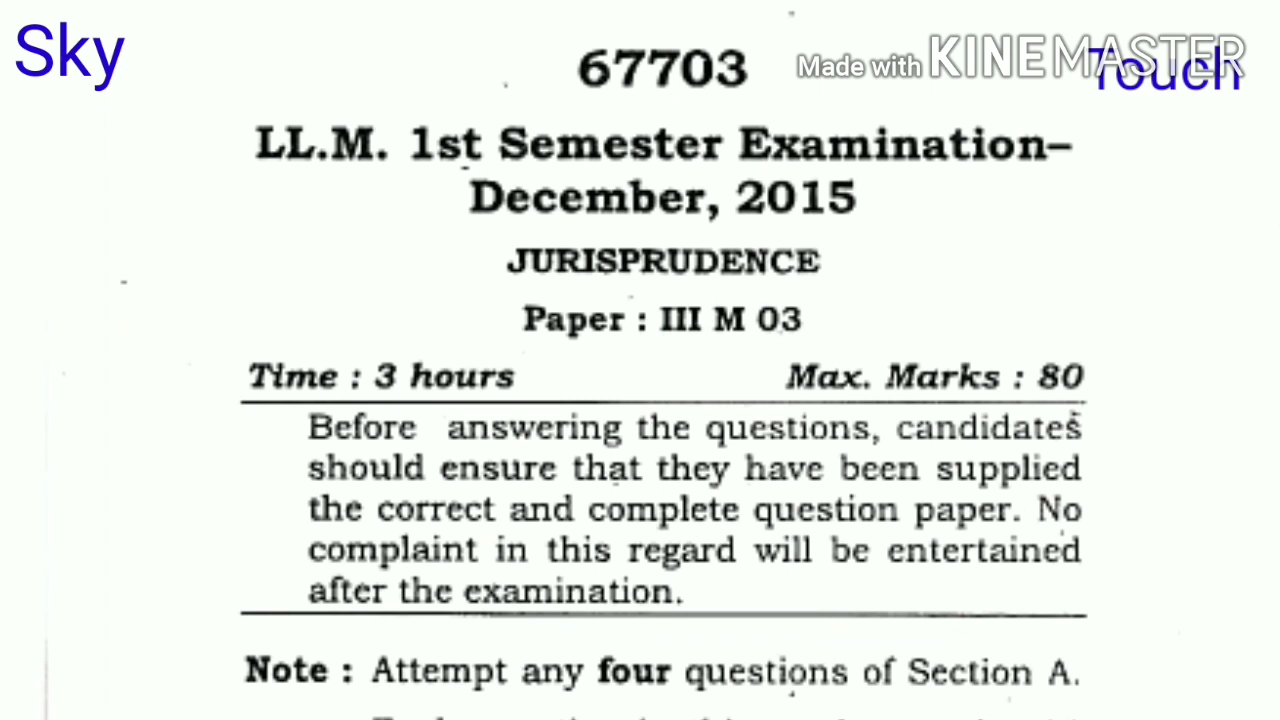 Sky
67703
Made with KINEMASTER
Touch
LL.M. 1st Semester Examination–
December, 2015
JURISPRUDENCE
Paper : III M 03
Time : 3 hours Max. Marks : 80
Before answering the questions, candidates
should ensure that they have been supplied
the correct and complete question paper. No
complaint in this regard will be entertained
after the examination.
Note : Attempt any four questions of Section A.